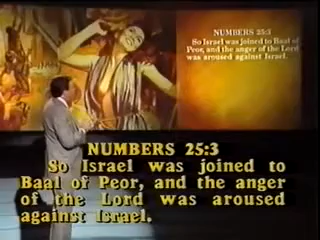 NUMBERS 25:3
So Israel was joined to Baal of
Peor, and the anger of the Lord
was aroused against Israel.
NUMBERS 25:3
So Israel was joined to
Baal of Peor, and the anger
of the Lord was aroused
against Israel.